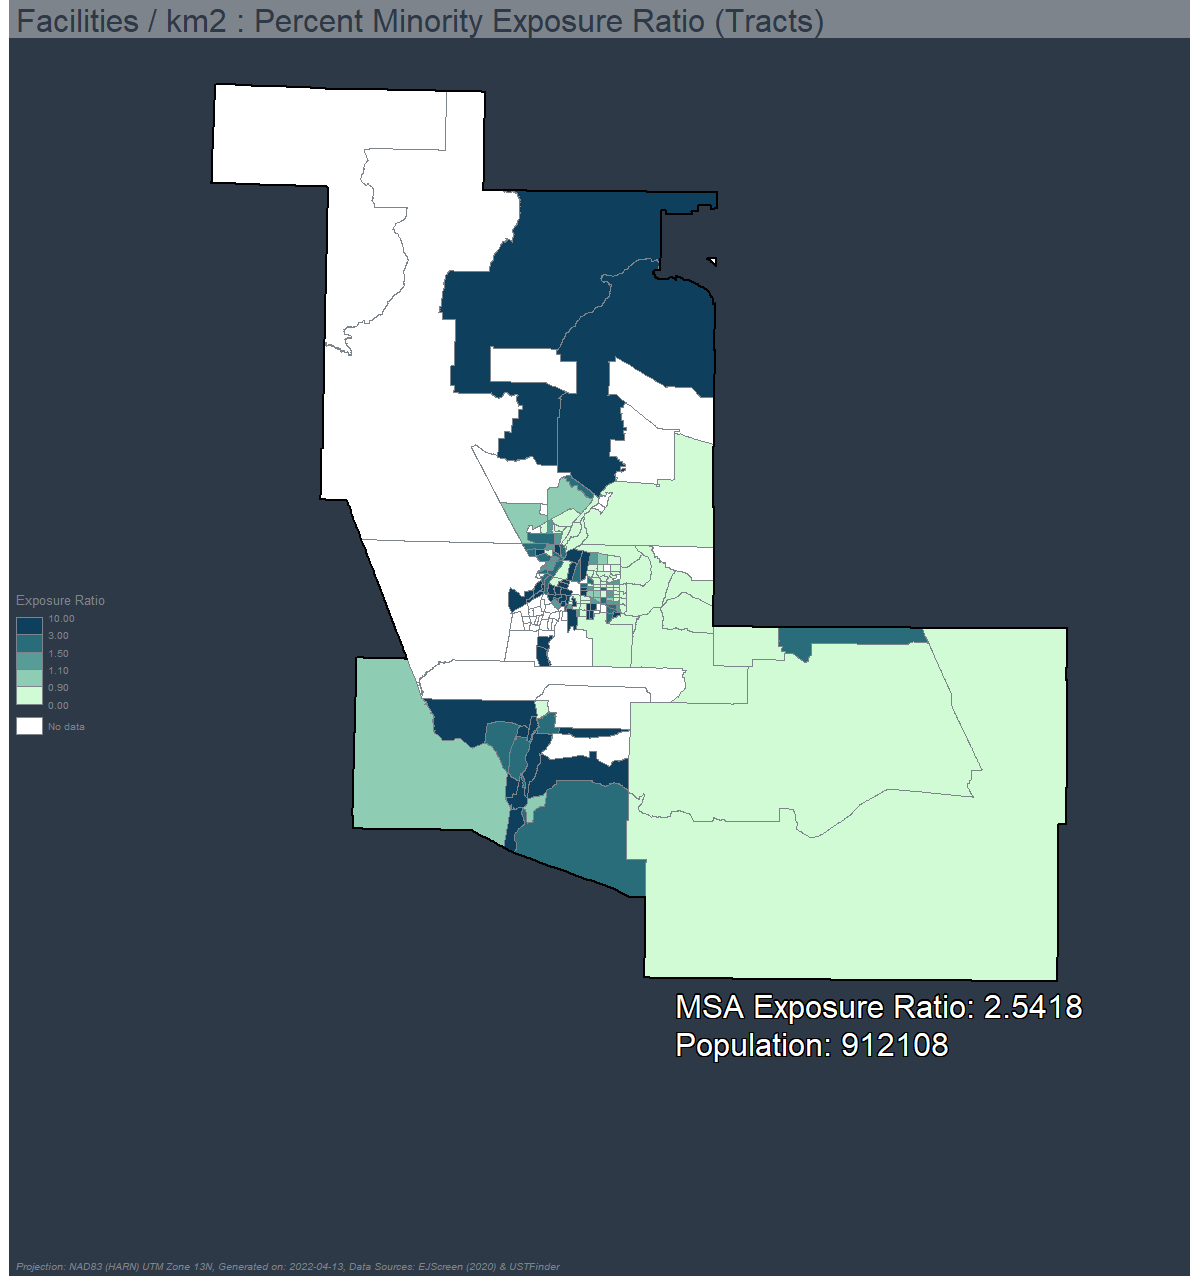 Facilities / km2 : Percent Minority Exposure Ratio (Tracts)
Exposure Ratio
10.00
3.00
1.50
1.10
0.90
0.00
No data
MSA Exposure Ratio: 2.5418
Population: 912108
Projection: NAD83 (HARN) UTM Zone 13N, Generated on: 2022-04-13, Data Sources: EJScreen (2020) & USTFinder